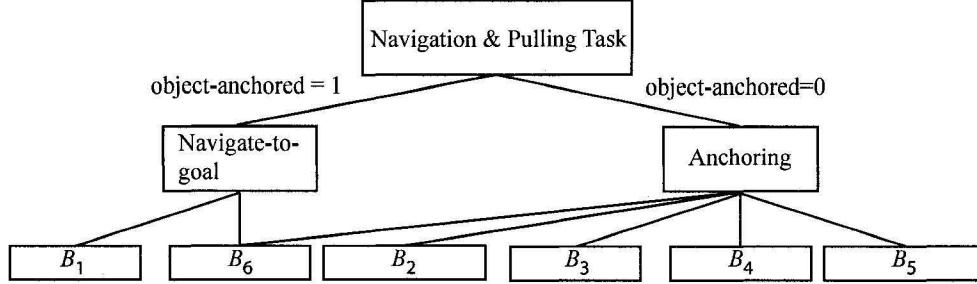 Navigation & Pulling Task
object-anchored = 1
object-anchored=0
Navigate-to-
goal
Anchoring
B1
B6
B2
B3
B4
B5